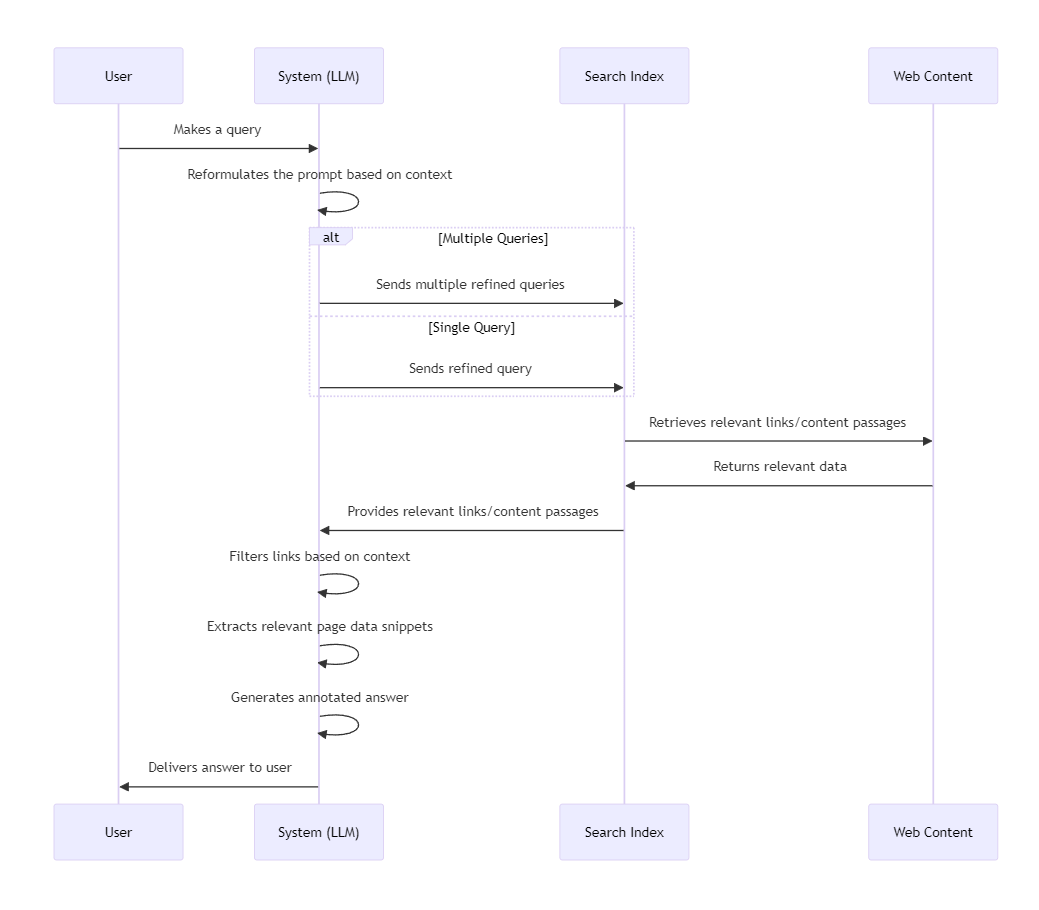 User
System (LLM)
Search Index
Web Content
Makes a query
Reformulates the prompt based on context
alt
[Multiple Queries]
Sends multiple refined queries
[Single Query]
Sends refined query
Retrieves relevant links/content passages
Returns relevant data
Provides relevant links/content passages
Filters links based on context
Extracts relevant page data snippets
Generates annotated answer
Delivers answer to user
User
System (LLM)
Search Index
Web Content